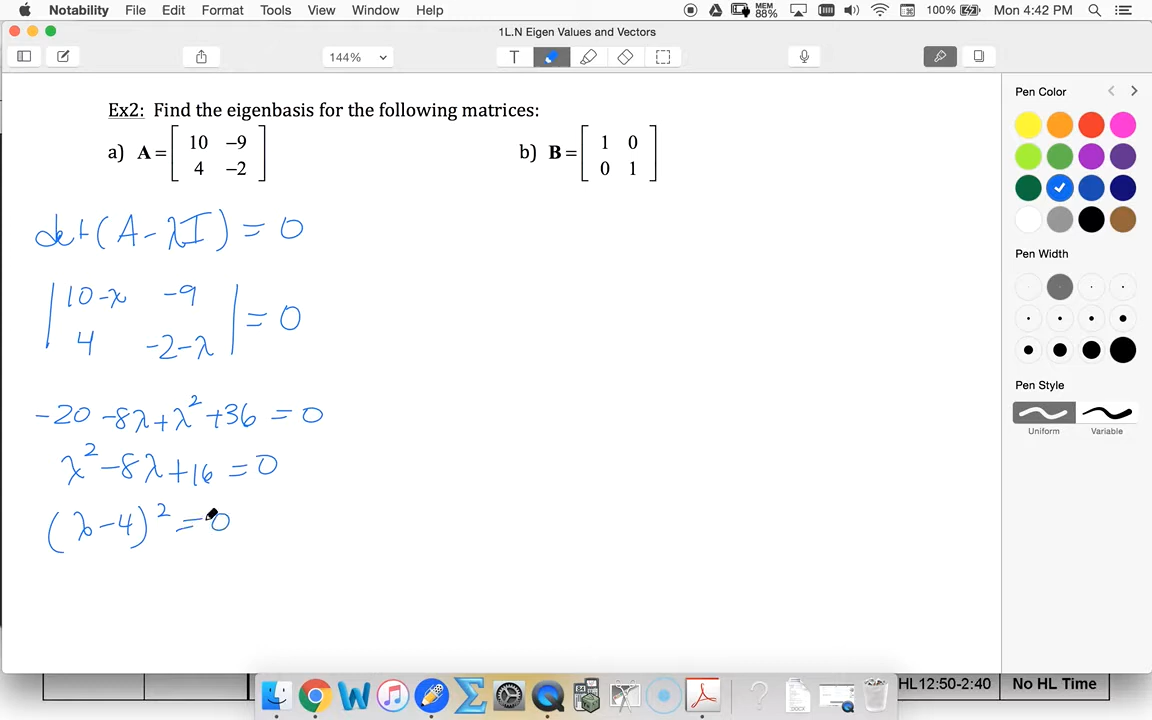 Notability File Edit Format Tools View Window Help MEM 88% 100% Mon 4:42 PM
1L.N Eigen Values and Vectors
144% T
Ex2: Find the eigenbasis for the following matrices:
a) A = [10 −9
4 −2]
b) B = [1 0
0 1]
det(A − λI) = 0
|10−λ −9
4 −2−λ| = 0
−20 −8λ + λ² + 36 = 0
λ² − 8λ + 16 = 0
(λ − 4)² = 0
Pen Color
Pen Width
Pen Style
Uniform Variable
HL12:50-2:40 No HL Time